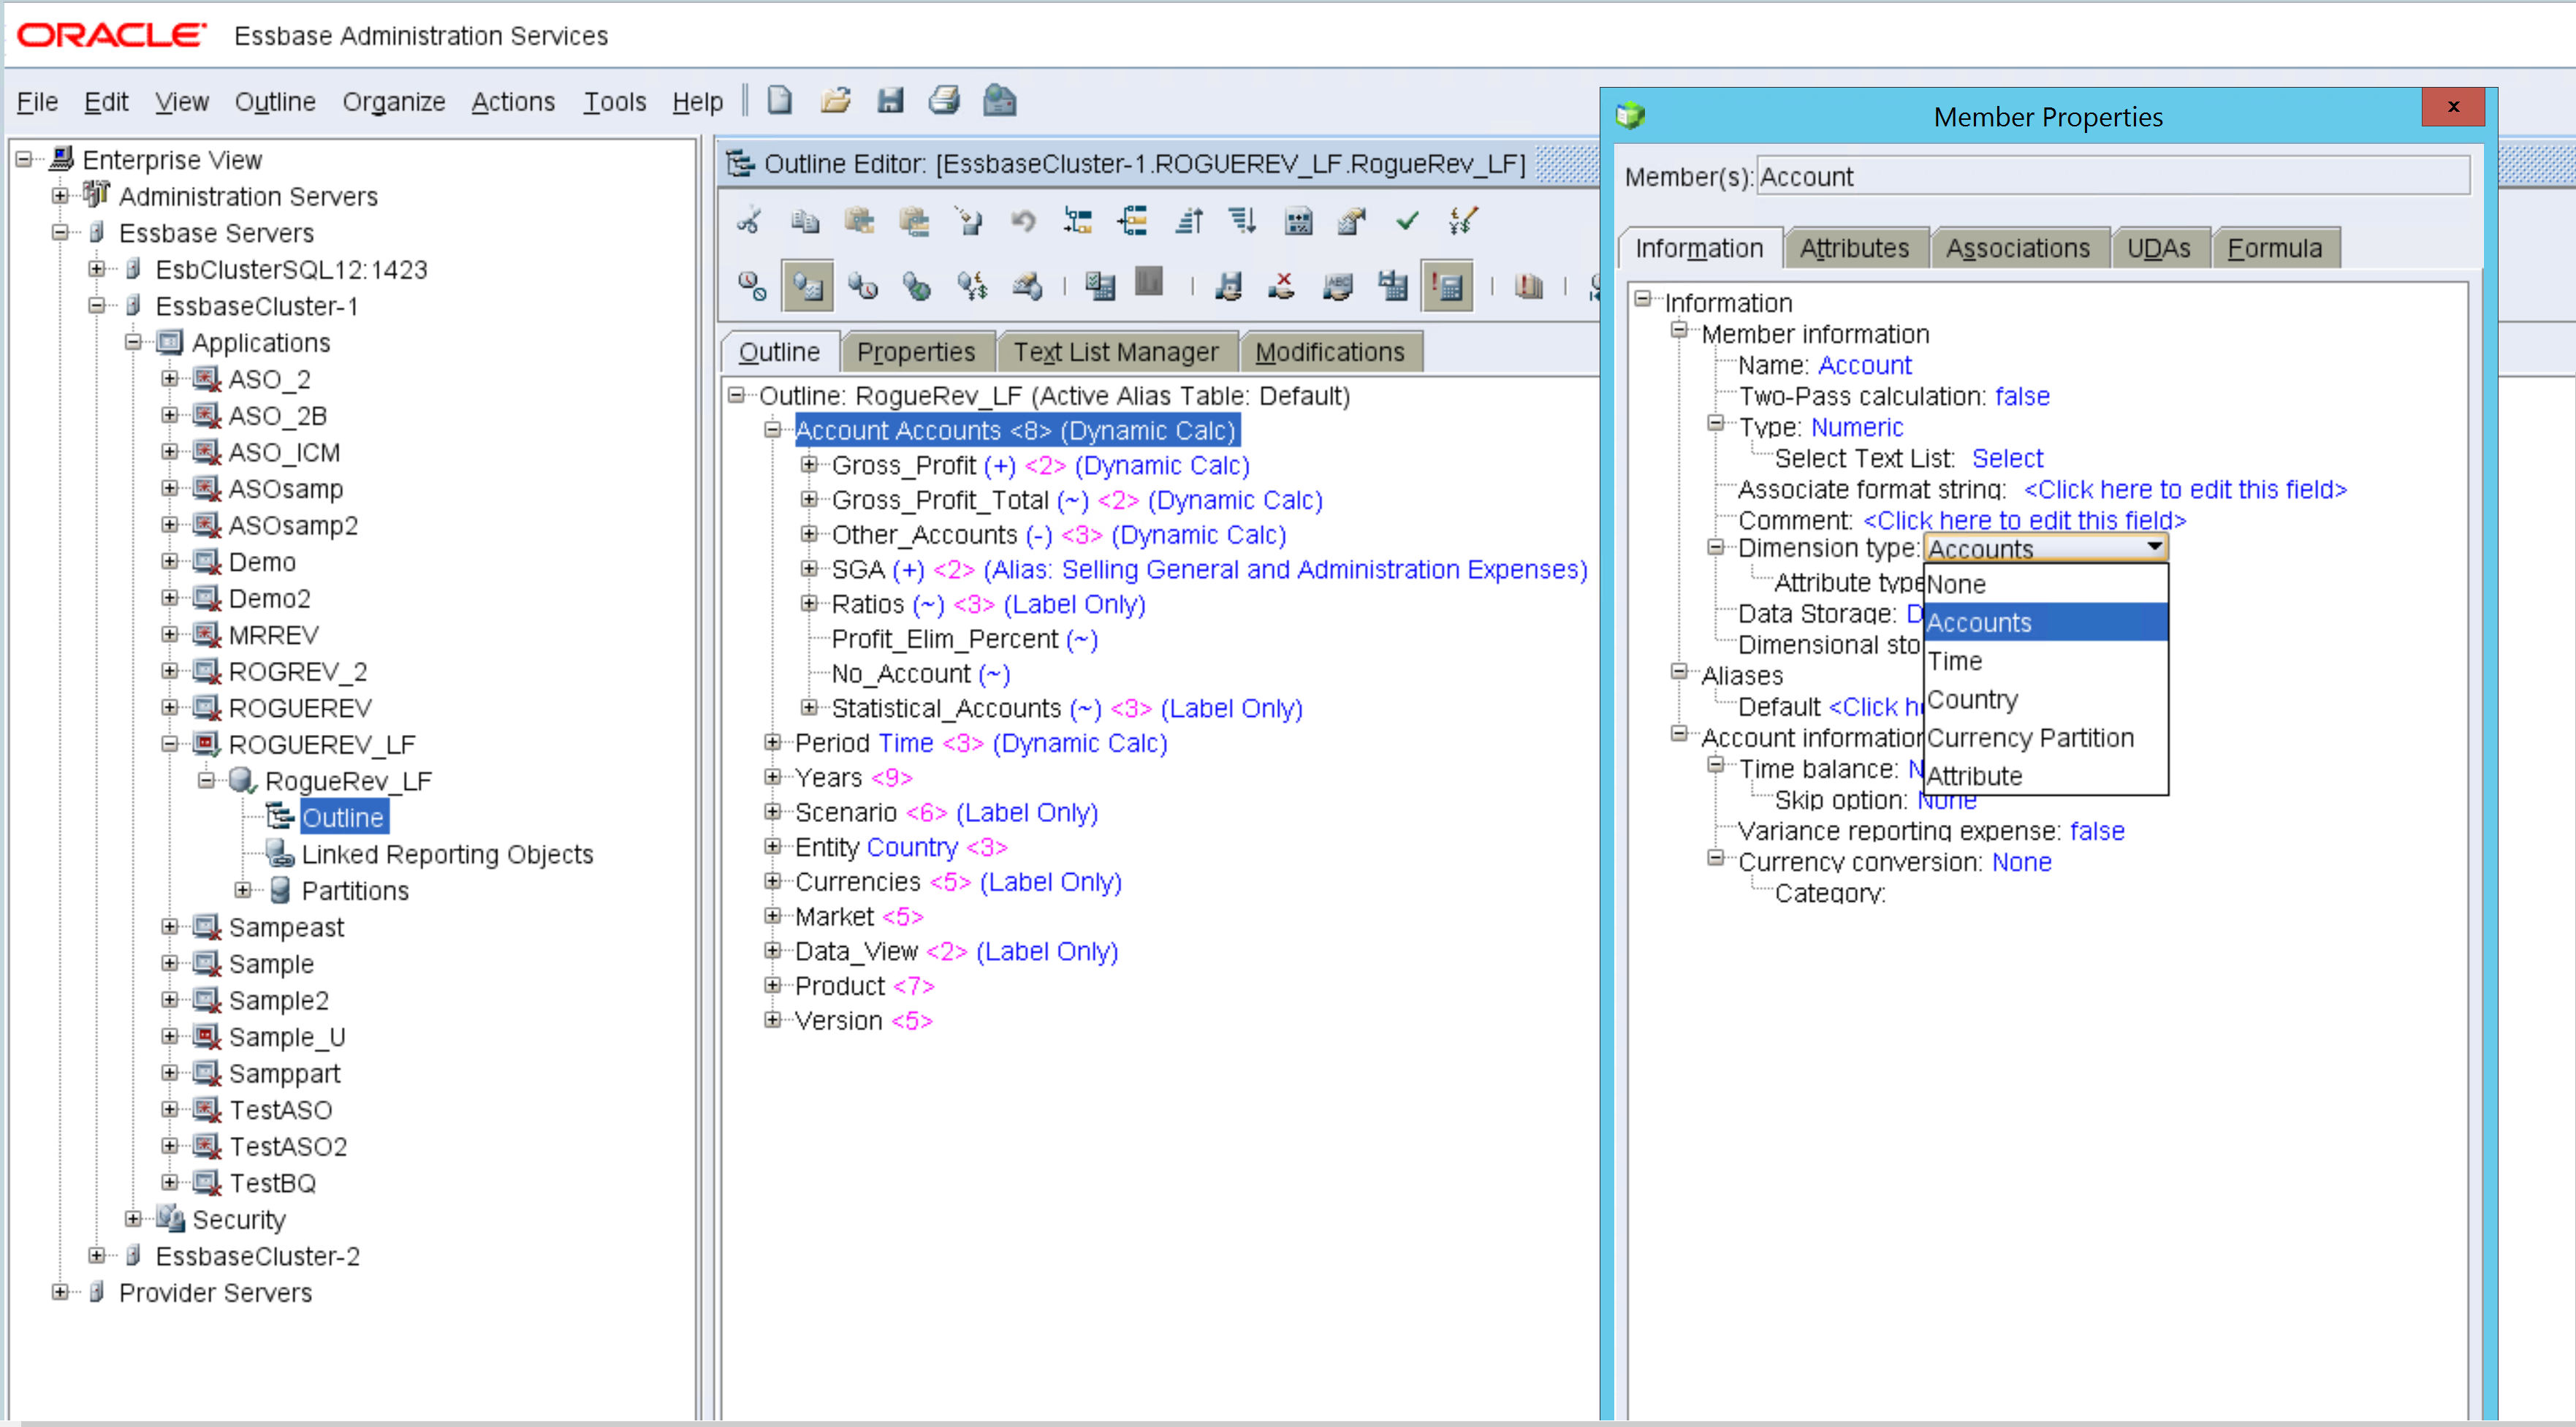 ORACLE Essbase Administration Services
File Edit View Outline Organize Actions Tools Help
Enterprise View
Administration Servers
Essbase Servers
EsbClusterSQL12:1423
EssbaseCluster-1
Applications
ASO_2
ASO_2B
ASO_ICM
ASOsamp
ASOsamp2
Demo
Demo2
MRREV
ROGREV_2
ROGUEREV
ROGUEREV_LF
RogueRev_LF
Outline
Linked Reporting Objects
Partitions
Sampeast
Sample
Sample2
Sample_U
Samppart
TestASO
TestASO2
TestBQ
Security
EssbaseCluster-2
Provider Servers
Outline Editor: [EssbaseCluster-1.ROGUEREV_LF.RogueRev_LF]
Outline Properties Text List Manager Modifications
Outline: RogueRev_LF (Active Alias Table: Default)
Account Accounts <8> (Dynamic Calc)
Gross_Profit (+) <2> (Dynamic Calc)
Gross_Profit_Total (~) <2> (Dynamic Calc)
Other_Accounts (-) <3> (Dynamic Calc)
SGA (+) <2> (Alias: Selling General and Administration Expenses)
Ratios (~) <3> (Label Only)
Profit_Elim_Percent (~)
No_Account (~)
Statistical_Accounts (~) <3> (Label Only)
Period Time <3> (Dynamic Calc)
Years <9>
Scenario <6> (Label Only)
Entity Country <3>
Currencies <5> (Label Only)
Market <5>
Data_View <2> (Label Only)
Product <7>
Version <5>
Member Properties x
Member(s): Account
Information Attributes Associations UDAs Formula
Information
Member information
Name: Account
Two-Pass calculation: false
Type: Numeric
Select Text List: Select
Associate format string: <Click here to edit this field>
Comment: <Click here to edit this field>
Dimension type: Accounts
Attribute type
Data Storage: D
Dimensional sto
Aliases
Default <Click h
Account information
Time balance: N
Skip option: None
Variance reporting expense: false
Currency conversion: None
Category:
None
Accounts
Time
Country
Currency Partition
Attribute